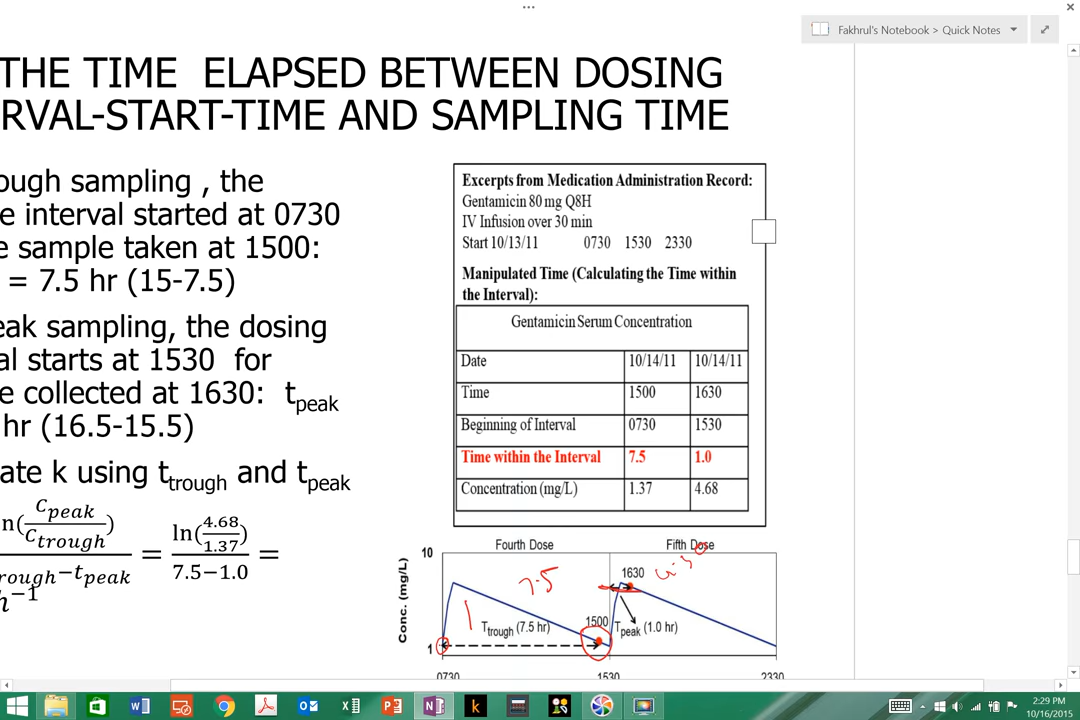 Fakhrul's Notebook > Quick Notes
THE TIME ELAPSED BETWEEN DOSING
RVAL-START-TIME AND SAMPLING TIME
ough sampling , the
e interval started at 0730
e sample taken at 1500:
= 7.5 hr (15-7.5)
eak sampling, the dosing
al starts at 1530 for
e collected at 1630: tpeak
hr (16.5-15.5)
ate k using ttrough and tpeak
n(Cpeak/Ctrough)/rough−tpeak = ln(4.68/1.37)/7.5−1.0 =
h−1
Excerpts from Medication Administration Record:
Gentamicin 80 mg Q8H
IV Infusion over 30 min
Start 10/13/11 0730 1530 2330
Manipulated Time (Calculating the Time within
the Interval):
Gentamicin Serum Concentration
Date 10/14/11 10/14/11
Time 1500 1630
Beginning of Interval 0730 1530
Time within the Interval 7.5 1.0
Concentration (mg/L) 1.37 4.68
Fourth Dose Fifth Dose
10
1630
7.5
Conc. (mg/L)
1500
Ttrough (7.5 hr) Tpeak (1.0 hr)
1
0730 1530 2330
2:29 PM
10/16/2015